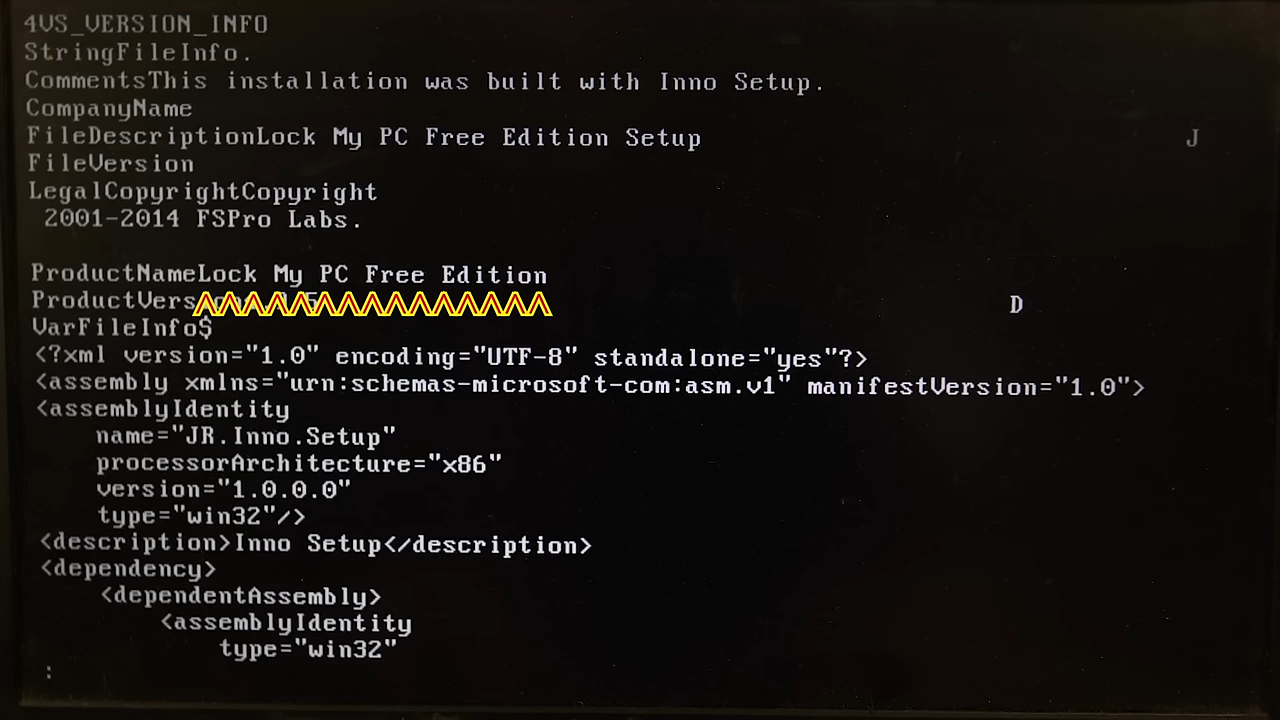 4VS_VERSION_INFO
StringFileInfo.
CommentsThis installation was built with Inno Setup.
CompanyName
FileDescriptionLock My PC Free Edition Setup J
FileVersion
LegalCopyrightCopyright
2001-2014 FSPro Labs.
ProductNameLock My PC Free Edition
D
VarFileInfo$
<?xml version="1.0" encoding="UTF-8" standalone="yes"?>
<assembly xmlns="urn:schemas-microsoft-com:asm.v1" manifestVersion="1.0">
<assemblyIdentity
name="JR.Inno.Setup"
processorArchitecture="x86"
version="1.0.0.0"
type="win32"/>
<description>Inno Setup</description>
<dependency>
<dependentAssembly>
<assemblyIdentity
type="win32"
: